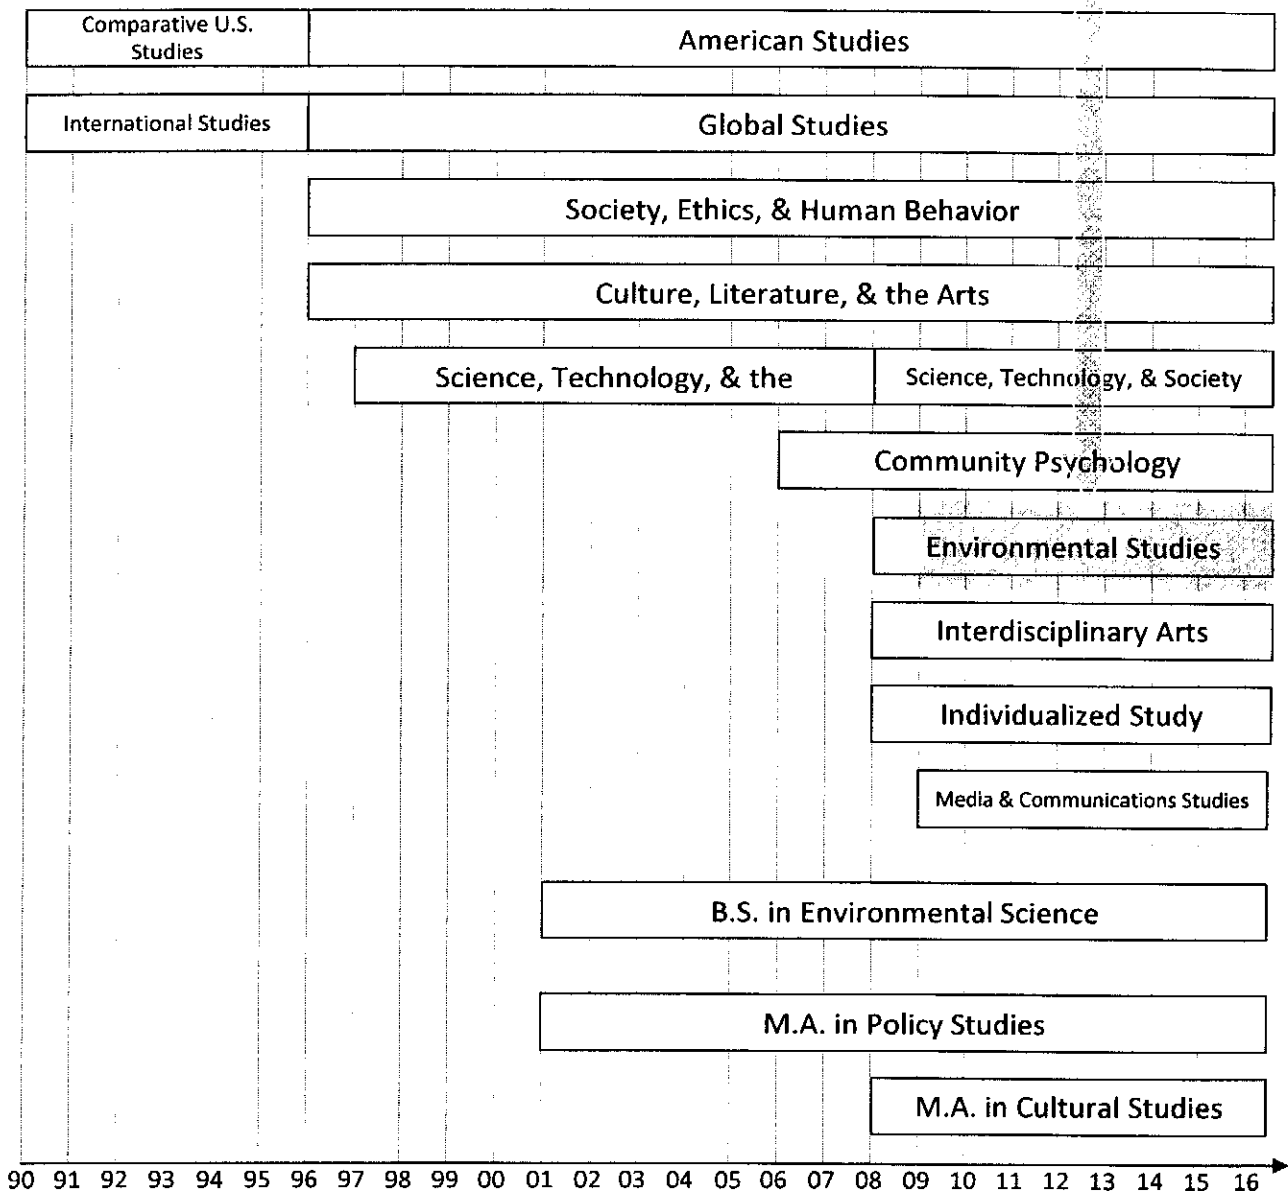 Comparative U.S.
Studies
American Studies
International Studies
Global Studies
Society, Ethics, & Human Behavior
Culture, Literature, & the Arts
Science, Technology, & the
Science, Technology, & Society
Community Psychology
Environmental Studies
Interdisciplinary Arts
Individualized Study
Media & Communications Studies
B.S. in Environmental Science
M.A. in Policy Studies
M.A. in Cultural Studies
90 91 92 93 94 95 96 97 98 99 00 01 02 03 04 05 06 07 08 09 10 11 12 13 14 15 16